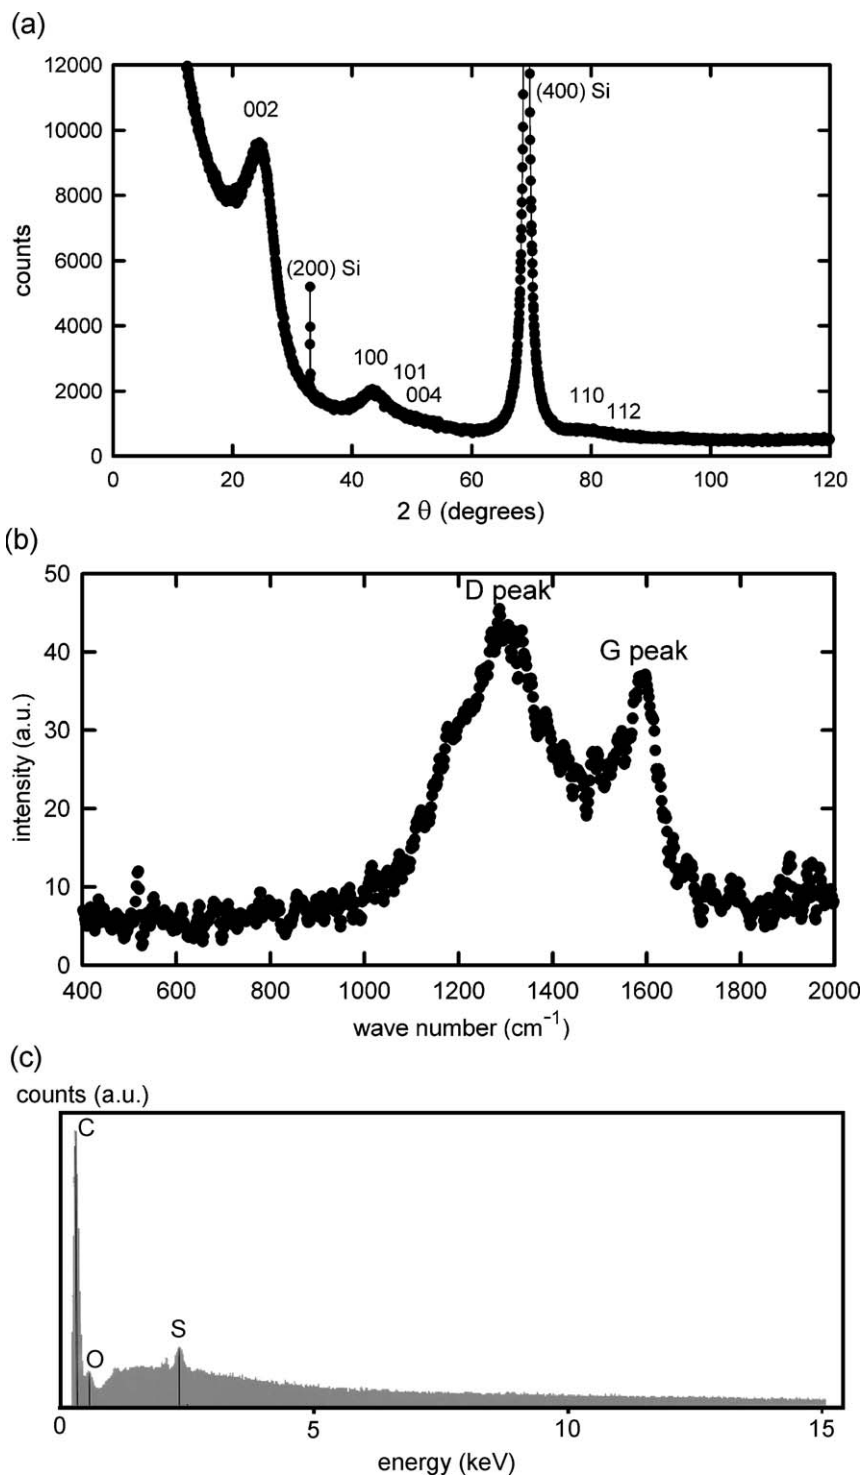 (a)
12000
10000
8000
6000
4000
2000
0
counts
002
(200) Si
100
101
004
(400) Si
110
112
0 20 40 60 80 100 120
2 θ (degrees)
(b)
50
40
30
20
10
0
intensity (a.u.)
D peak
G peak
400 600 800 1000 1200 1400 1600 1800 2000
wave number (cm⁻¹)
(c)
counts (a.u.)
C
O
S
0 5 10 15
energy (keV)